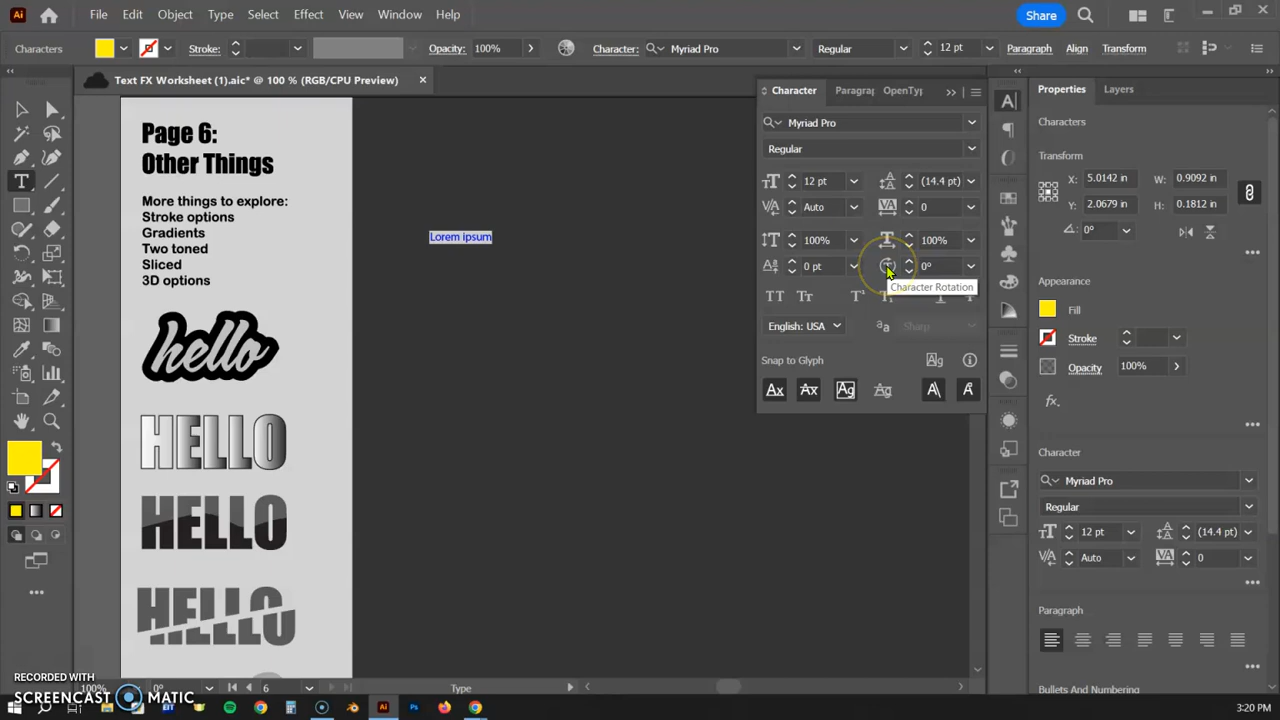 Ai File Edit Object Type Select Effect View Window Help Share
Characters Stroke: Opacity: 100% Character: Myriad Pro Regular 12 pt Paragraph Align Transform
Text FX Worksheet (1).aic* @ 100 % (RGB/CPU Preview)
Character Paragr OpenTyp
Properties Layers
Myriad Pro
Regular
12 pt (14.4 pt)
Auto 0
100% 100%
0 pt 0°
Character Rotation
English: USA Sharp
Snap to Glyph
Characters
Transform
X: 5.0142 in W: 0.9092 in
Y: 2.0679 in H: 0.1812 in
0°
Appearance
Fill
Stroke
Opacity 100%
Character
Myriad Pro
Regular
12 pt (14.4 pt)
Auto 0
Paragraph
Bullets And Numbering
Page 6:
Other Things
More things to explore:
Stroke options
Gradients
Two toned
Sliced
3D options
Lorem ipsum
hello
HELLO
HELLO
HELLO
100% 0° 6 Type
RECORDED WITH
SCREENCAST MATIC
3:20 PM